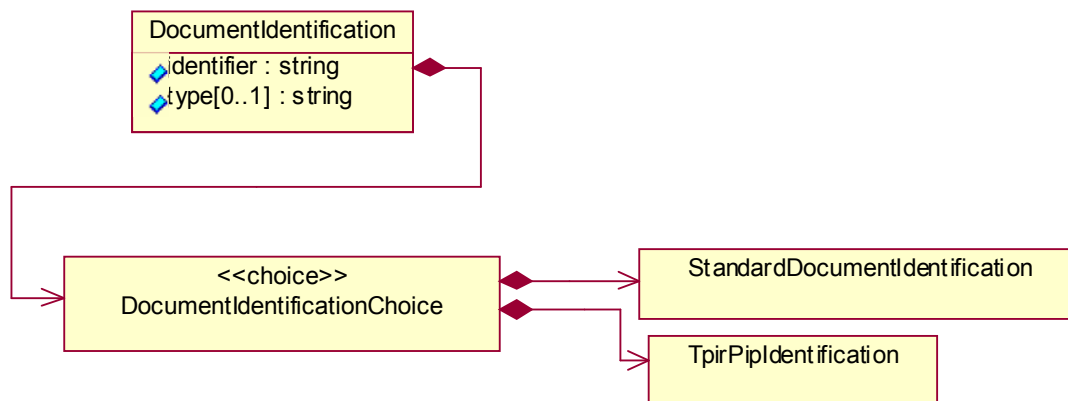 DocumentIdentification
identifier : string
type[0..1] : string
<<choice>>
DocumentIdentificationChoice
StandardDocumentIdentification
TpirPipIdentification